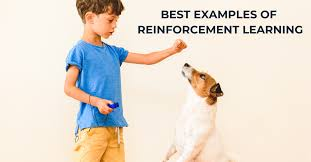 BEST EXAMPLES OF
REINFORCEMENT LEARNING